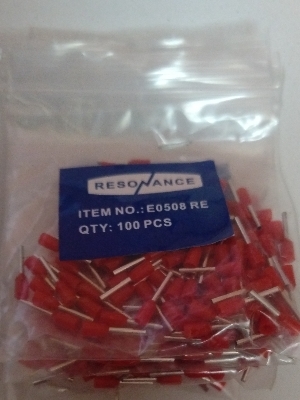 RESONANCE
ITEM NO.: E0508 RE
QTY: 100 PCS